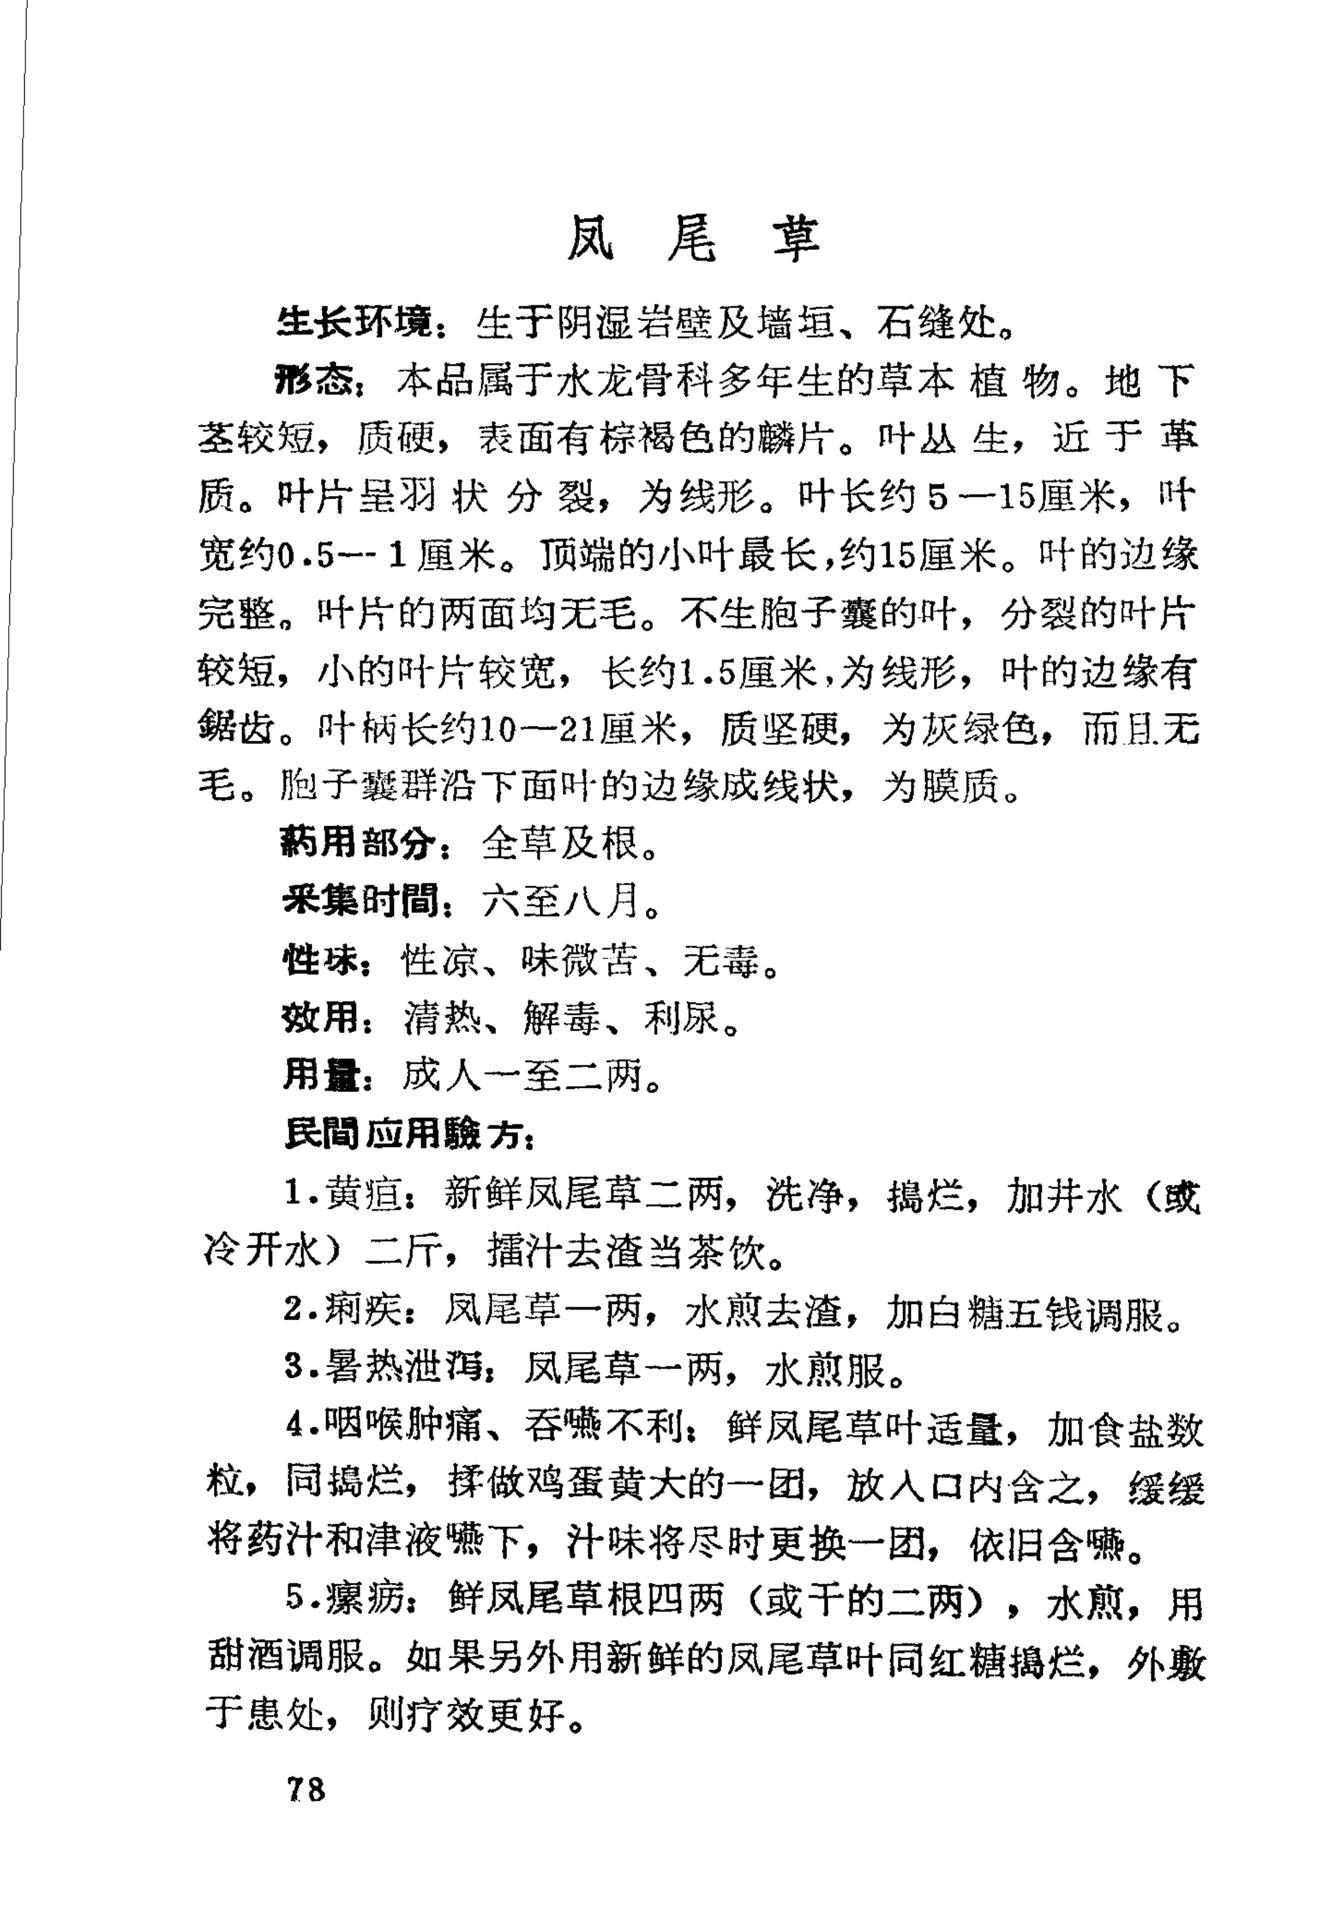 凤尾草
生长环境：生于阴湿岩壁及墙垣、石缝处。
形态：本品属于水龙骨科多年生的草本植物。地下
茎较短，质硬，表面有棕褐色的麟片。叶丛生，近于革
质。叶片呈羽状分裂，为线形。叶长约5—15厘米，叶
宽约0.5—1厘米。顶端的小叶最长，约15厘米。叶的边缘
完整。叶片的两面均无毛。不生胞子囊的叶，分裂的叶片
较短，小的叶片较宽，长约1.5厘米，为线形，叶的边缘有
鋸齿。叶柄长约10—21厘米，质坚硬，为灰绿色，而且无
毛。胞子囊群沿下面叶的边缘成线状，为膜质。
葯用部分：全草及根。
采集时間：六至八月。
性味：性凉、味微苦、无毒。
效用：清热、解毒、利尿。
用量：成人一至二两。
民間应用驗方：
1.黄疸：新鲜凤尾草二两，洗净，搗烂，加井水（或
冷开水）二斤，擂汁去渣当茶饮。
2.痢疾：凤尾草一两，水煎去渣，加白糖五钱调服。
3.暑热泄泻：凤尾草一两，水煎服。
4.咽喉肿痛、吞嚥不利：鲜凤尾草叶适量，加食盐数
粒，同搗烂，揉做鸡蛋黄大的一团，放入口内含之，缓缓
将药汁和津液嚥下，汁味将尽时更换一团，依旧含嚥。
5.瘰疬：鲜凤尾草根四两（或干的二两），水煎，用
甜酒调服。如果另外用新鲜的凤尾草叶同红糖搗烂，外敷
于患处，则疗效更好。
78